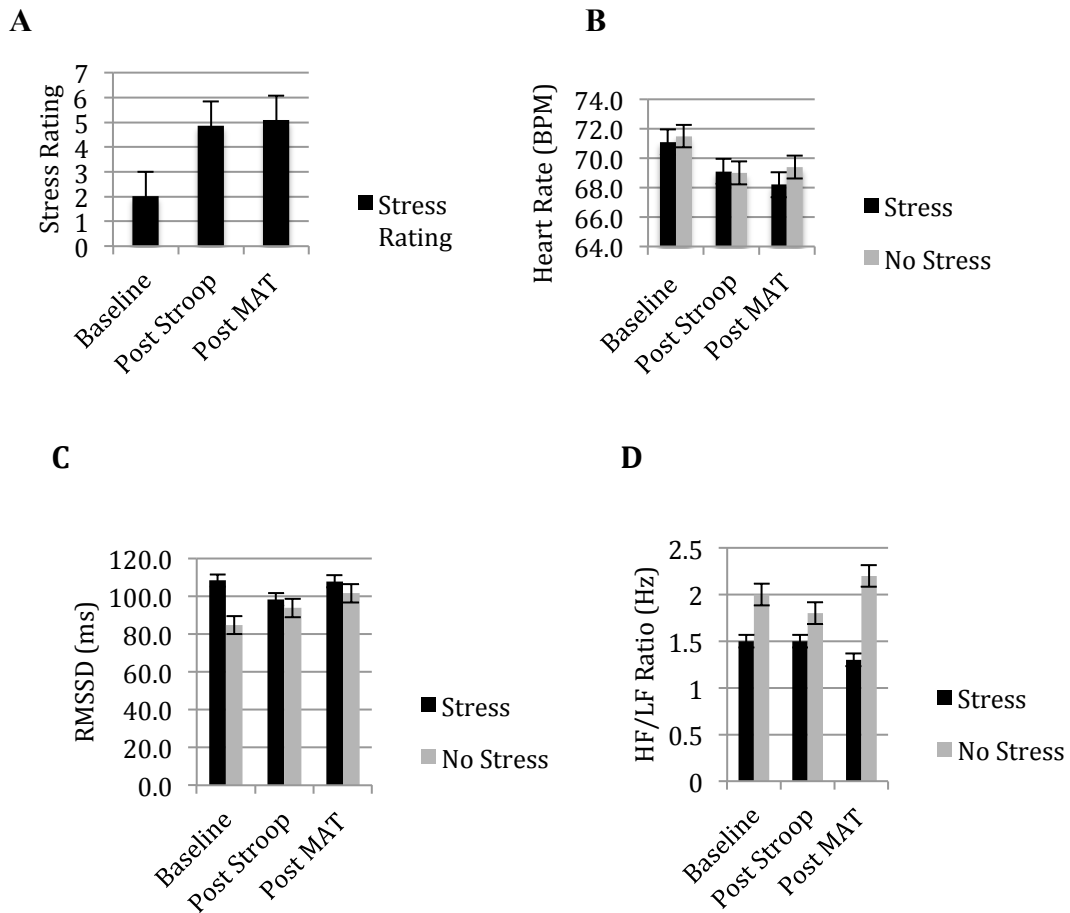 A
Stress Rating
7
6
5
4
3
2
1
0
Baseline
Post Stroop
Post MAT
Stress
Rating
B
Heart Rate (BPM)
74.0
72.0
70.0
68.0
66.0
64.0
Baseline
Post Stroop
Post MAT
Stress
No Stress
C
RMSSD (ms)
120.0
100.0
80.0
60.0
40.0
20.0
0.0
Baseline
Post Stroop
Post MAT
Stress
No Stress
D
HF/LF Ratio (Hz)
2.5
2
1.5
1
0.5
0
Baseline
Post Stroop
Post MAT
Stress
No Stress